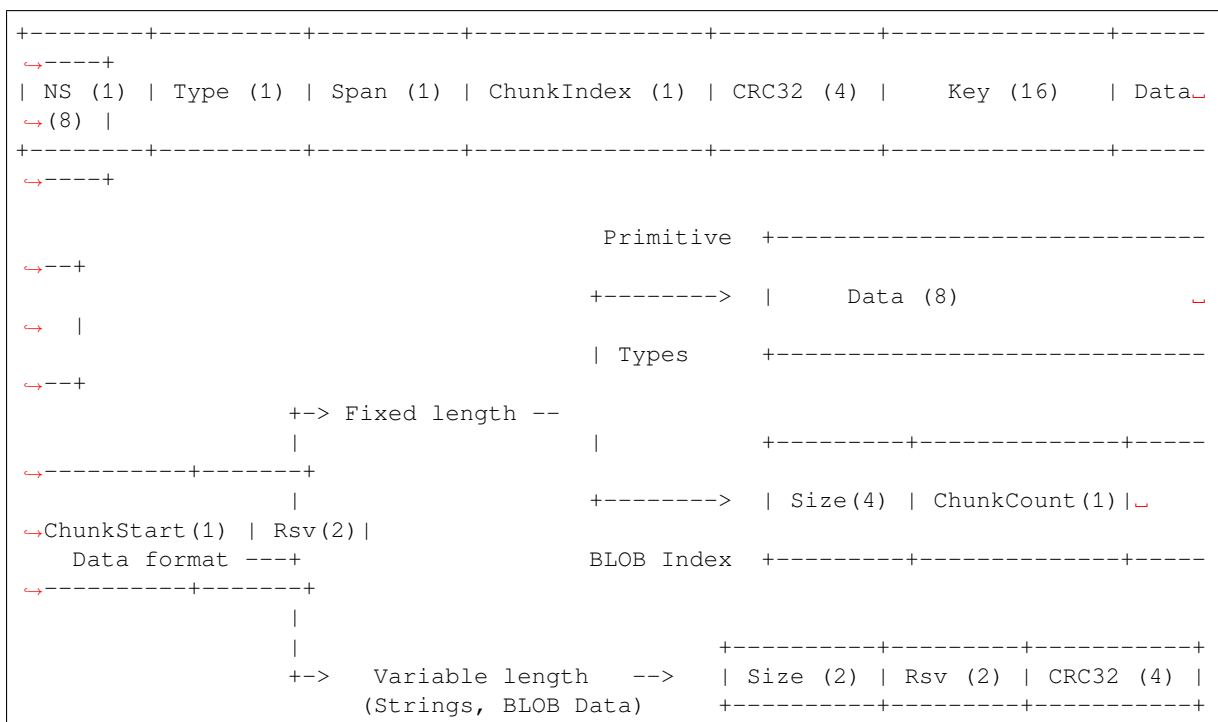 +--------+----------+----------+----------------+-----------+---------------+------
↪----+
| NS (1) | Type (1) | Span (1) | ChunkIndex (1) | CRC32 (4) |    Key (16)   | Data␣
↪(8) |
+--------+----------+----------+----------------+-----------+---------------+------
↪----+
                                         Primitive  +------------------------------
↪--+
                                        +-------->  |     Data (8)                ␣
↪  |
                                        | Types     +------------------------------
↪--+
                   +-> Fixed length --
                   |                    |           +---------+--------------+-----
↪----------+-------+
                   |                    +-------->  | Size(4) | ChunkCount(1)|␣
↪ChunkStart(1) | Rsv(2)|
    Data format ---+                    BLOB Index  +---------+--------------+-----
↪----------+-------+
                   |
                   |                             +----------+---------+-----------+
                   +->   Variable length   -->   | Size (2) | Rsv (2) | CRC32 (4) |
                        (Strings, BLOB Data)     +----------+---------+-----------+